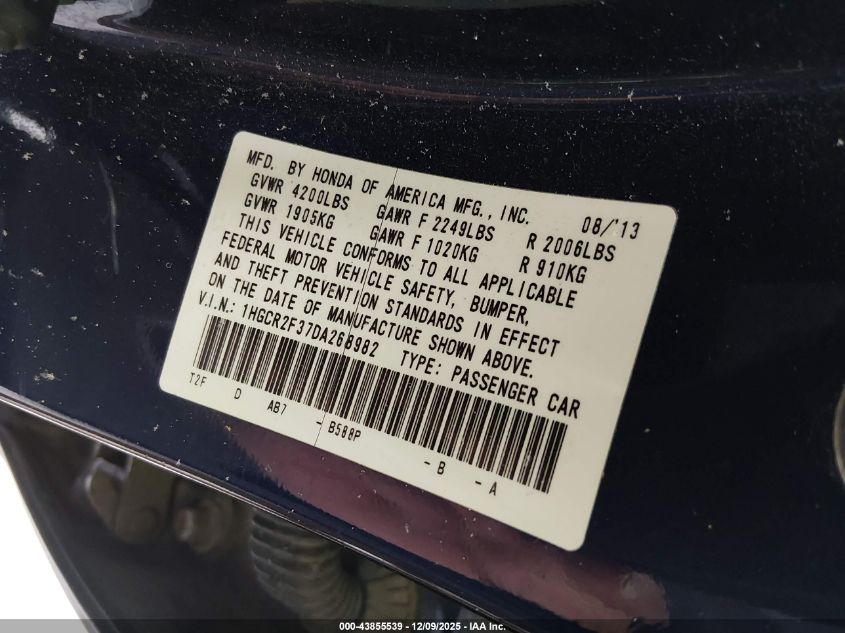 MFD. BY HONDA OF AMERICA MFG., INC. 08/'13
GVWR 4200LBS GAWR F 2249LBS R 2006LBS
GVWR 1905KG GAWR F 1020KG R 910KG
THIS VEHICLE CONFORMS TO ALL APPLICABLE
FEDERAL MOTOR VEHICLE SAFETY, BUMPER,
AND THEFT PREVENTION STANDARDS IN EFFECT
ON THE DATE OF MANUFACTURE SHOWN ABOVE.
V.I.N.: 1HGCR2F37DA268982 TYPE: PASSENGER CAR
T2F D AB7 - B588P - B - A
000-43855539 - 12/09/2025 - IAA Inc.